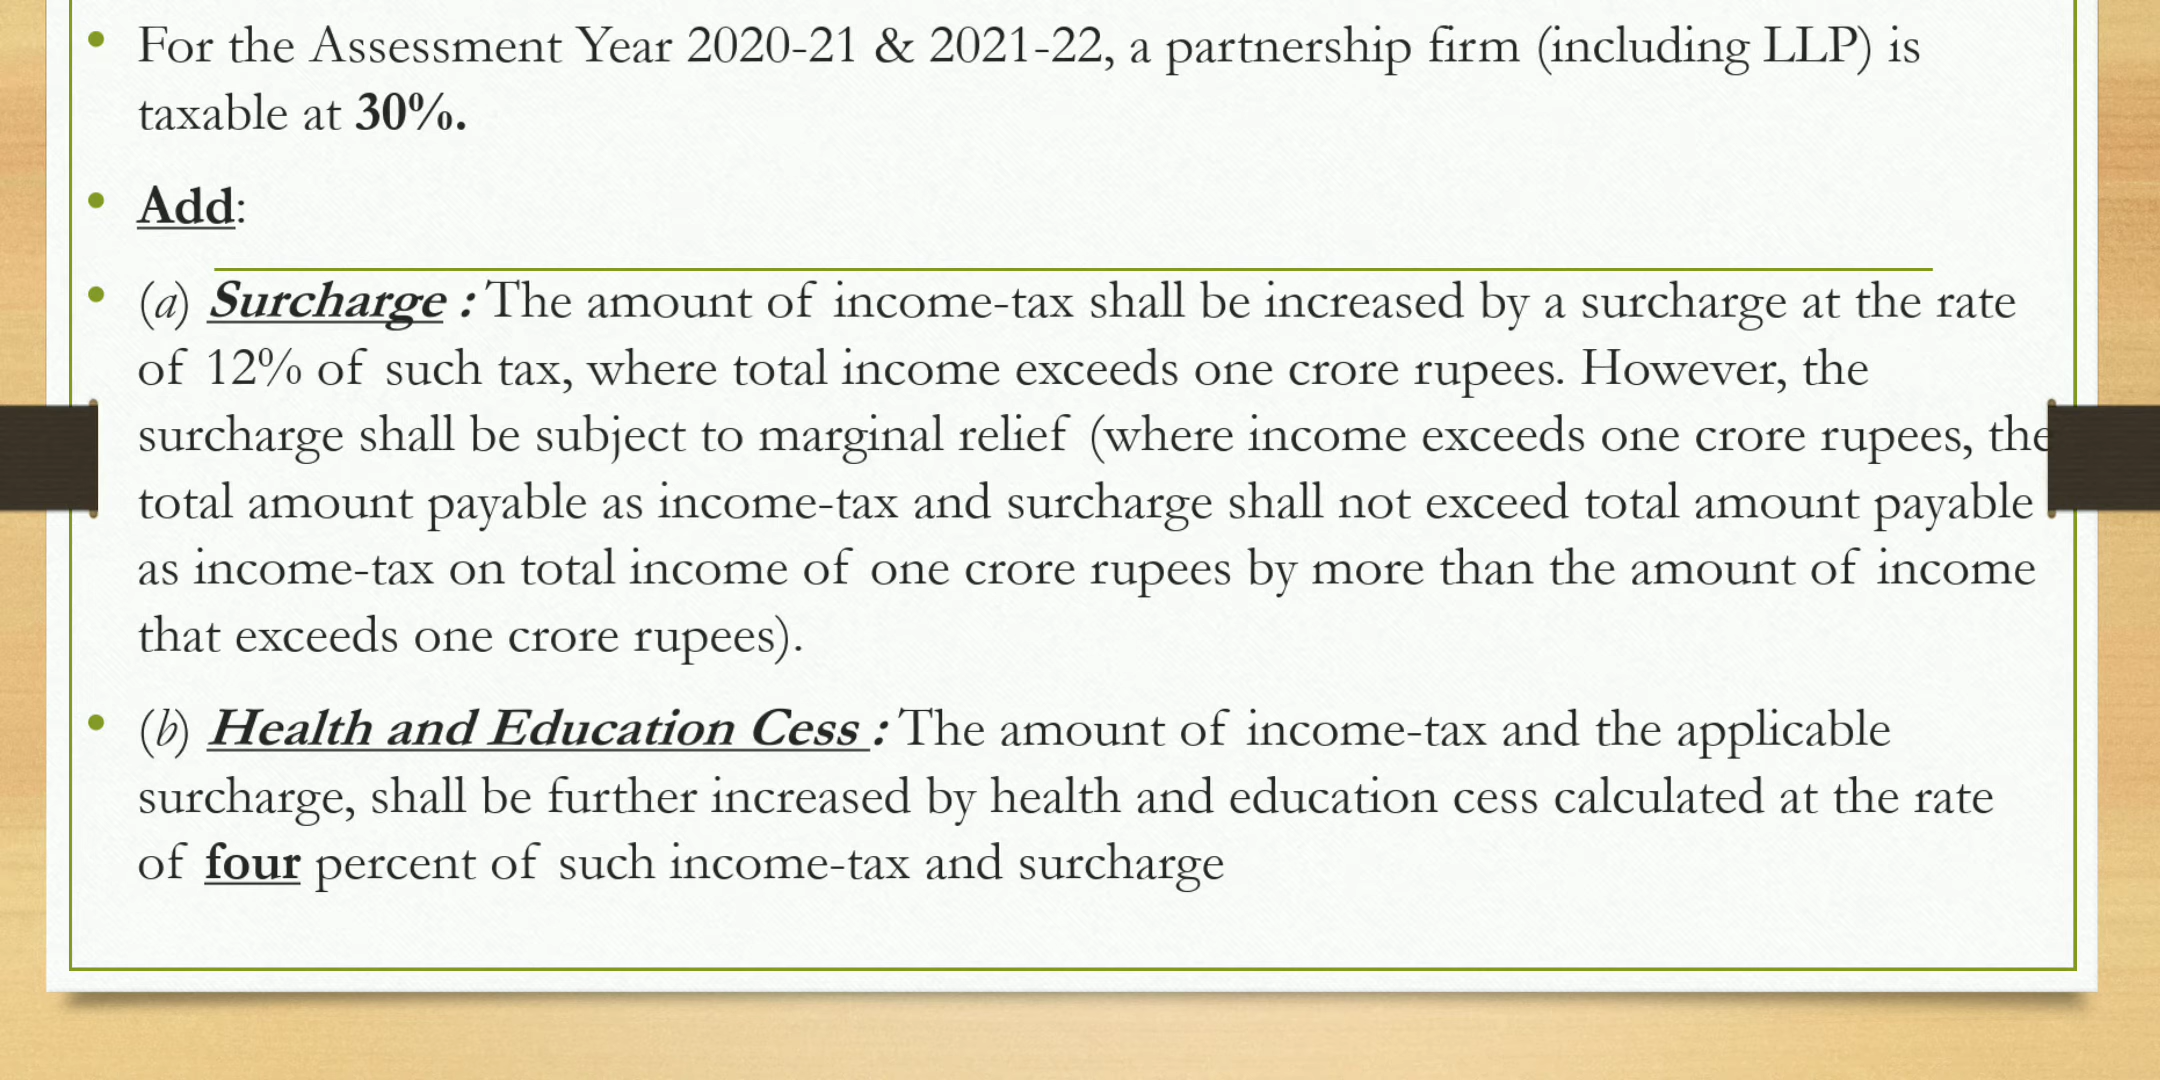 • For the Assessment Year 2020-21 & 2021-22, a partnership firm (including LLP) is
taxable at 30%.
• Add:
• (a) Surcharge : The amount of income-tax shall be increased by a surcharge at the rate
of 12% of such tax, where total income exceeds one crore rupees. However, the
surcharge shall be subject to marginal relief (where income exceeds one crore rupees, the
total amount payable as income-tax and surcharge shall not exceed total amount payable
as income-tax on total income of one crore rupees by more than the amount of income
that exceeds one crore rupees).
• (b) Health and Education Cess : The amount of income-tax and the applicable
surcharge, shall be further increased by health and education cess calculated at the rate
of four percent of such income-tax and surcharge